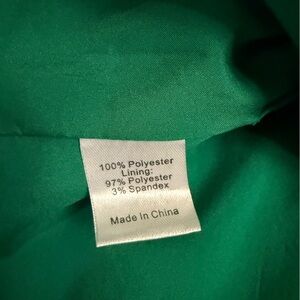 100% Polyester
Lining:
97% Polyester
3% Spandex
Made In China